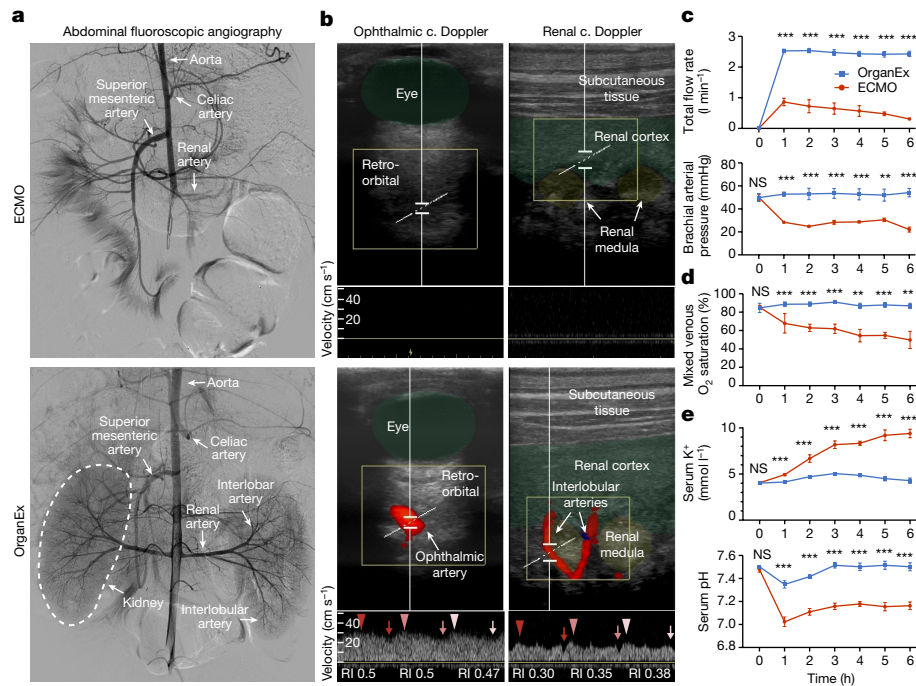 a
Abdominal fluoroscopic angiography
ECMO
Aorta
Superior
mesenteric
artery
Celiac
artery
Renal
artery
OrganEx
Aorta
Superior
mesenteric
artery
Celiac
artery
Interlobar
artery
Renal
artery
Kidney
Interlobular
artery
b
Ophthalmic c. Doppler
Renal c. Doppler
Eye
Retro-
orbital
Subcutaneous
tissue
Renal cortex
Renal
medula
Velocity (cm s−1)
40
20
Eye
Retro-
orbital
Ophthalmic
artery
Subcutaneous
tissue
Renal cortex
Interlobular
arteries
Renal
medula
Velocity (cm s−1)
40
20
RI 0.5
RI 0.5
RI 0.47
RI 0.30
RI 0.35
RI 0.38
c
Total flow rate
(l min−1)
3
2
1
0
*** *** *** *** *** ***
OrganEx
ECMO
0 1 2 3 4 5 6
Brachial arterial
pressure (mmHg)
80
60
40
20
0
NS *** *** *** *** ** ***
0 1 2 3 4 5 6
d
Mixed venous
O2 saturation (%)
100
80
60
40
20
0
NS *** *** *** ** *** **
0 1 2 3 4 5 6
e
Serum K+
(mmol l−1)
10
5
0
NS *** *** *** *** *** ***
0 1 2 3 4 5 6
Serum pH
7.6
7.2
6.8
NS *** *** *** *** *** ***
0 1 2 3 4 5 6
Time (h)